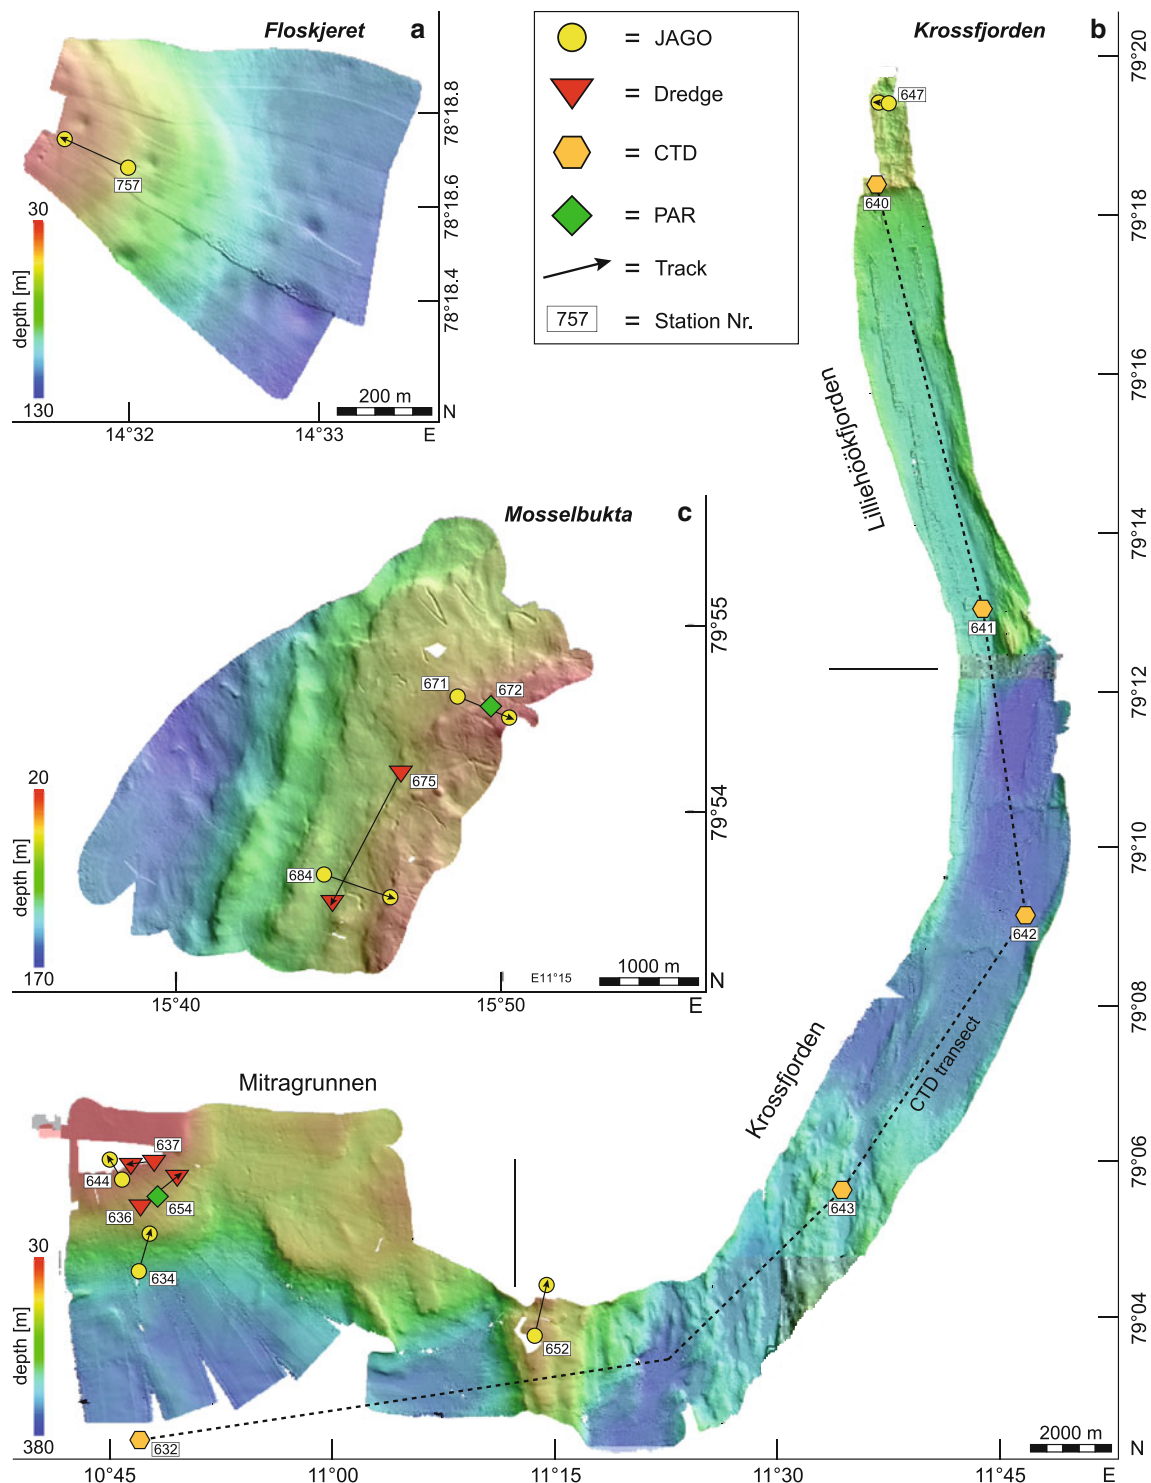 Floskjeret a
78°18.8
78°18.6
78°18.4
757
30
depth [m]
130
200 m
N
14°32 14°33 E
= JAGO
= Dredge
= CTD
= PAR
= Track
757 = Station Nr.
Krossfjorden b
79°20
79°18
79°16
79°14
79°12
79°10
79°08
79°06
79°04
647
640
Lilliehöökfjorden
641
642
CTD transect
Krossfjorden
643
Mosselbukta c
79°55
79°54
671
672
675
684
20
depth [m]
170
E11°15
1000 m
N
15°40 15°50 E
Mitragrunnen
637
644
636
654
634
652
632
30
depth [m]
380
2000 m
N
10°45 11°00 11°15 11°30 11°45 E